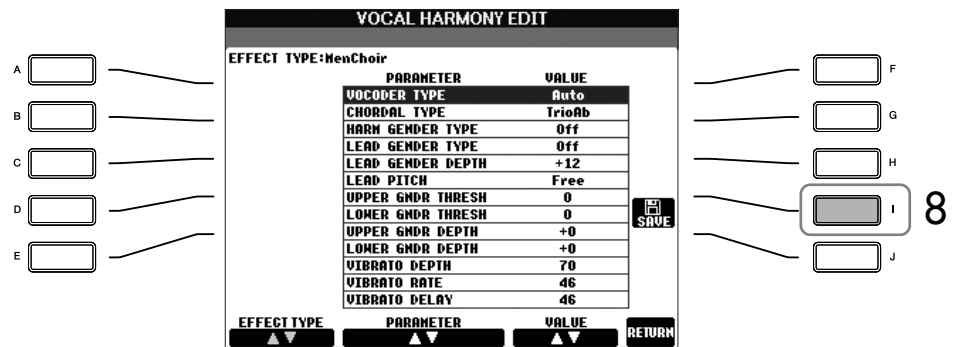 VOCAL HARMONY EDIT
EFFECT TYPE:MenChoir
PARAMETER VALUE
VOCODER TYPE Auto
CHORDAL TYPE TrioAb
HARM GENDER TYPE Off
LEAD GENDER TYPE Off
LEAD GENDER DEPTH +12
LEAD PITCH Free
UPPER GNDR THRESH 0
LOWER GNDR THRESH 0
UPPER GNDR DEPTH +0
LOWER GNDR DEPTH +0
VIBRATO DEPTH 70
VIBRATO RATE 46
VIBRATO DELAY 46
SAVE
EFFECT TYPE PARAMETER VALUE RETURN
A
B
C
D
E
F
G
H
I 8
J